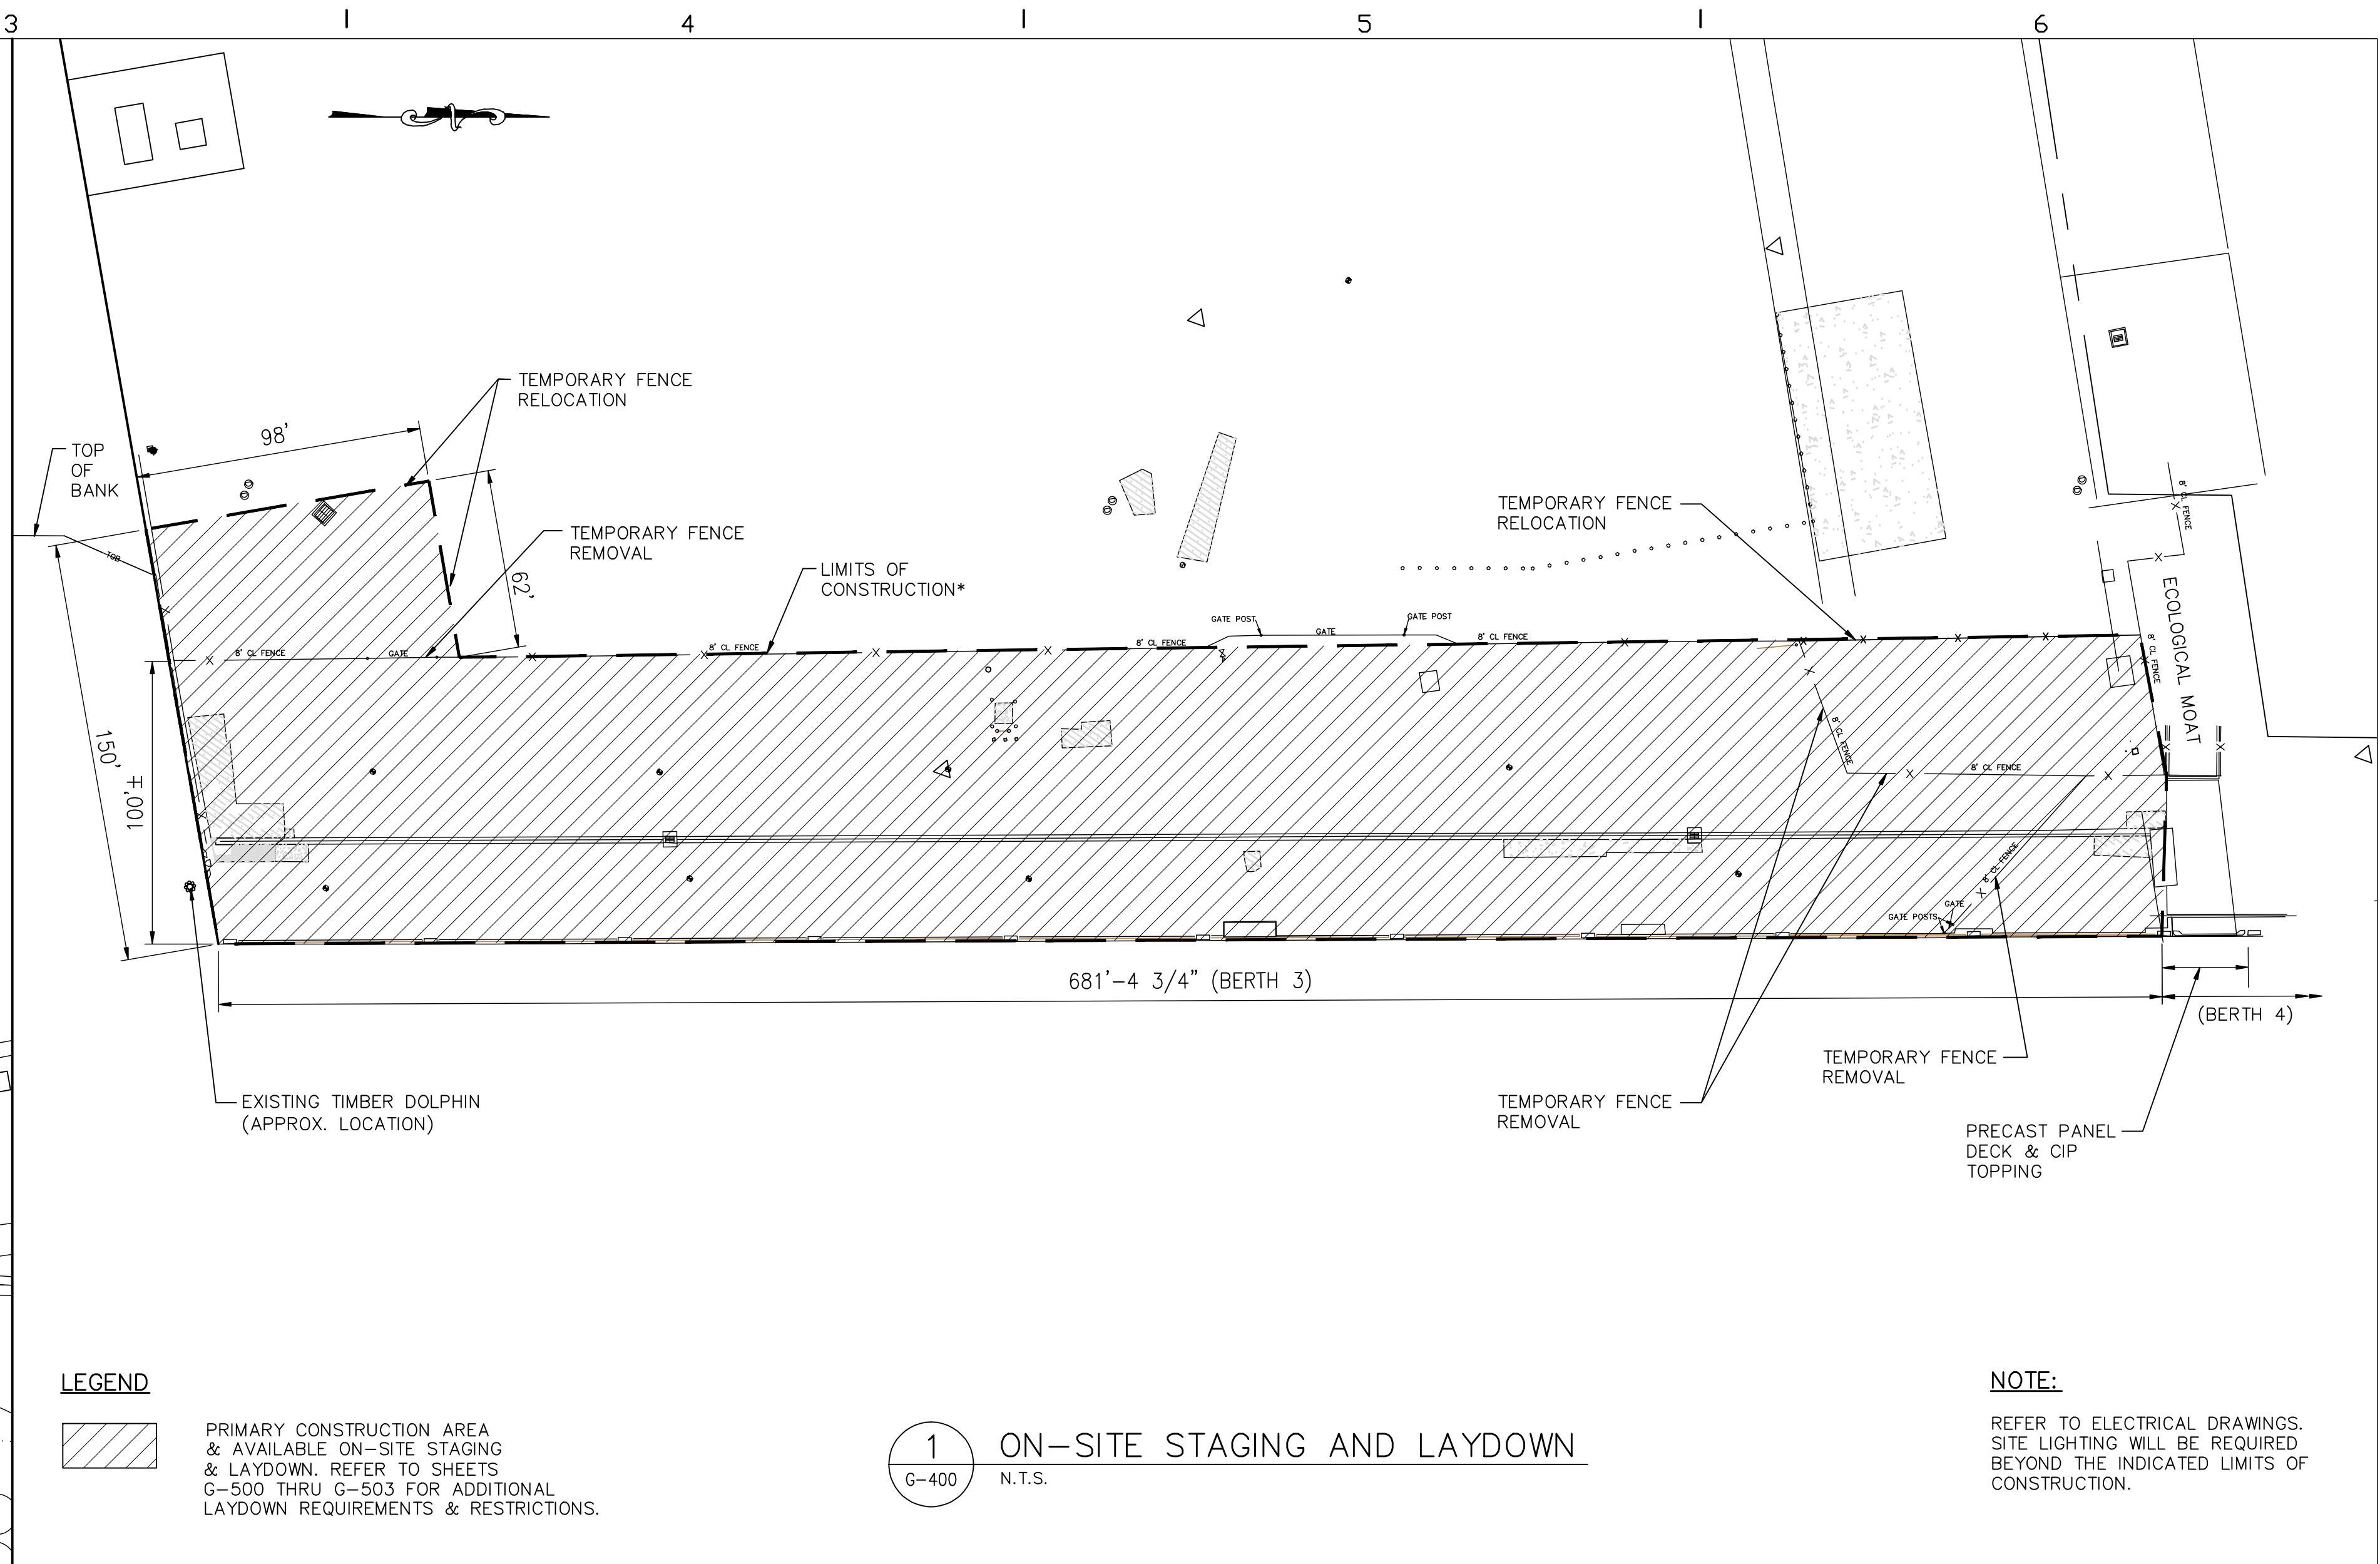 3
4
5
6
TEMPORARY FENCE
RELOCATION
98'
TOP
OF
BANK
TOB
TEMPORARY FENCE
REMOVAL
62'
LIMITS OF
CONSTRUCTION*
TEMPORARY FENCE
RELOCATION
8' CL FENCE
GATE POST
GATE
GATE POST
8' CL FENCE
GATE
8' CL FENCE
8' CL FENCE
8' CL FENCE
8' CL FENCE
ECOLOGICAL MOAT
150'
100'±
8' CL FENCE
8' CL FENCE
8' CL FENCE
GATE
GATE POSTS
681'-4 3/4" (BERTH 3)
(BERTH 4)
TEMPORARY FENCE
REMOVAL
EXISTING TIMBER DOLPHIN
(APPROX. LOCATION)
TEMPORARY FENCE
REMOVAL
PRECAST PANEL
DECK & CIP
TOPPING
LEGEND
PRIMARY CONSTRUCTION AREA
& AVAILABLE ON-SITE STAGING
& LAYDOWN. REFER TO SHEETS
G-500 THRU G-503 FOR ADDITIONAL
LAYDOWN REQUIREMENTS & RESTRICTIONS.
1
G-400
ON-SITE STAGING AND LAYDOWN
N.T.S.
NOTE:
REFER TO ELECTRICAL DRAWINGS.
SITE LIGHTING WILL BE REQUIRED
BEYOND THE INDICATED LIMITS OF
CONSTRUCTION.